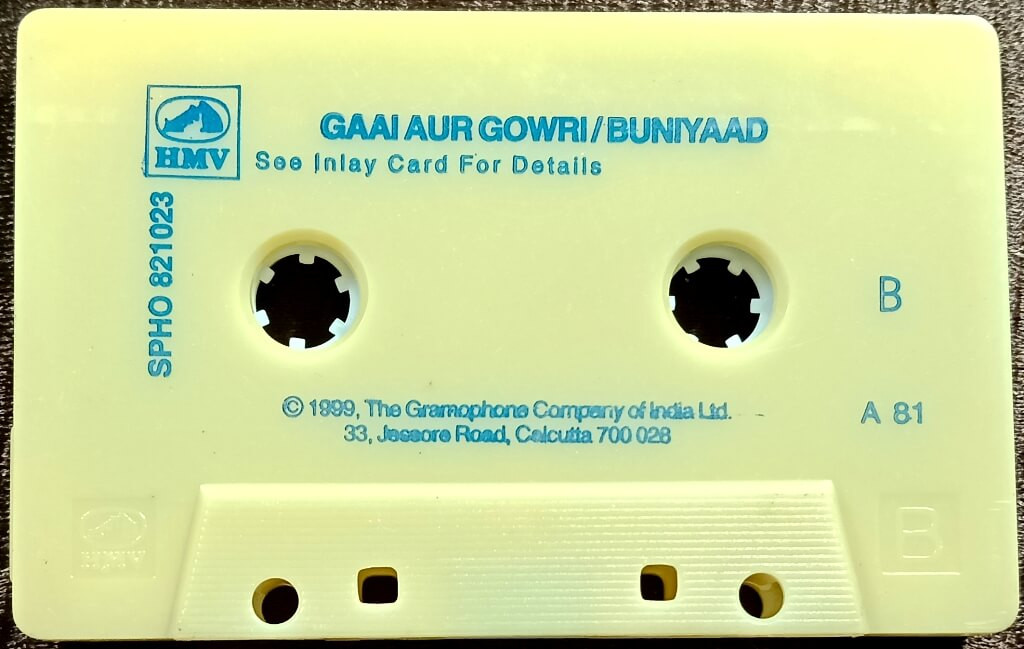 HMV
GAAI AUR GOWRI/BUNIYAAD
See Inlay Card For Details
SPHO 821023
B
© 1999, The Gramophone Company of India Ltd.
33, Jessore Road, Calcutta 700 028
A 81
HMV
B